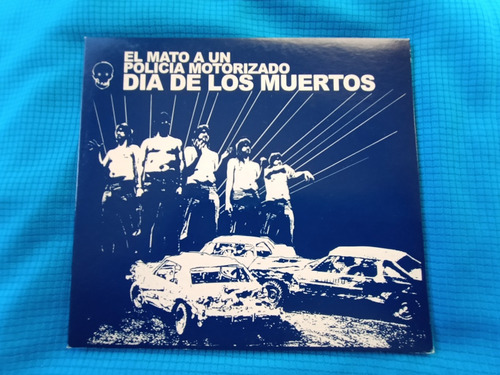 EL MATO A UN
POLICIA MOTORIZADO
DIA DE LOS MUERTOS